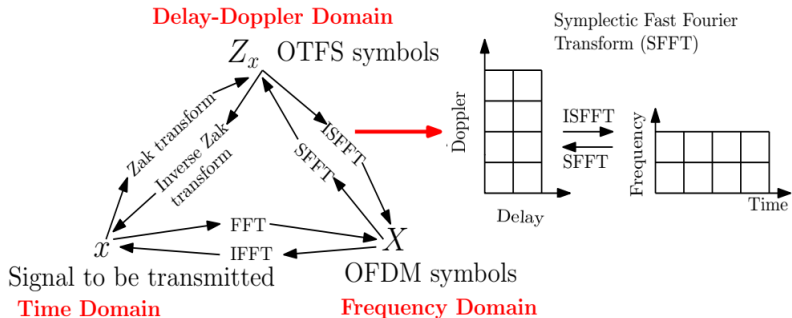 Delay-Doppler Domain
Z_x OTFS symbols
Zak transform
Inverse Zak
transform
ISFFT
SFFT
FFT
IFFT
x
X
Signal to be transmitted
OFDM symbols
Time Domain
Frequency Domain
Symplectic Fast Fourier
Transform (SFFT)
Doppler
Delay
ISFFT
SFFT
Frequency
Time